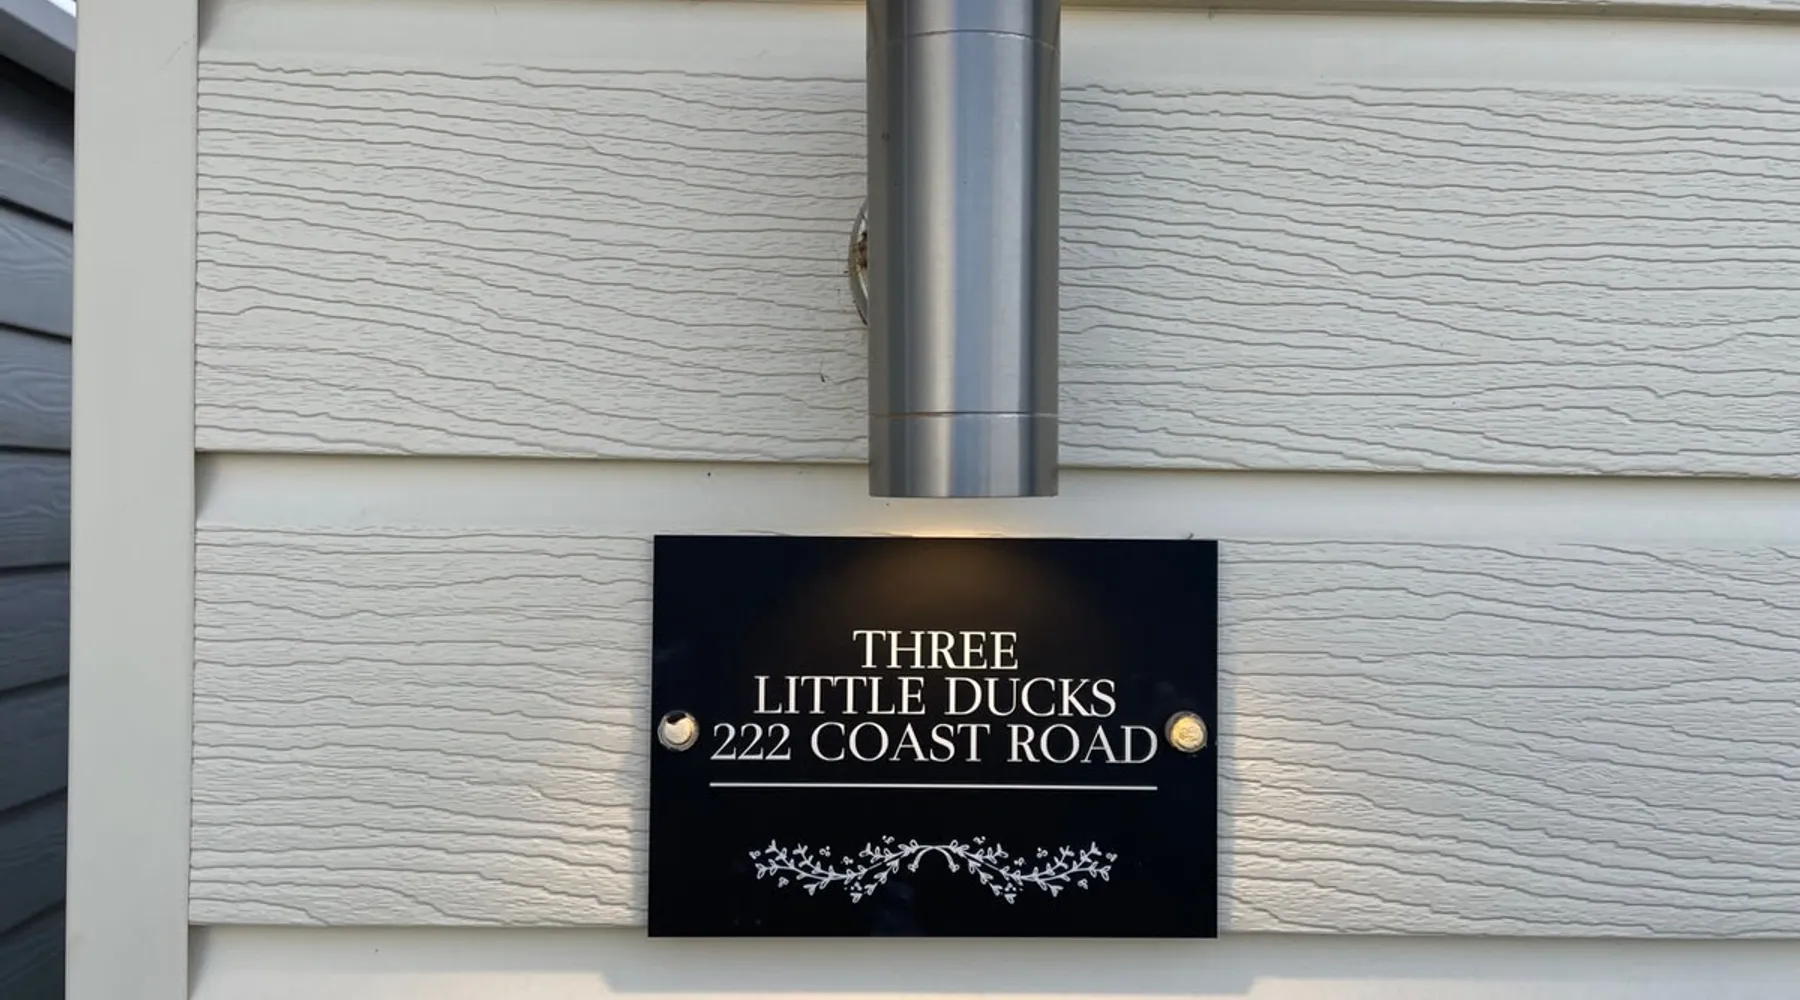 THREE
LITTLE DUCKS
222 COAST ROAD